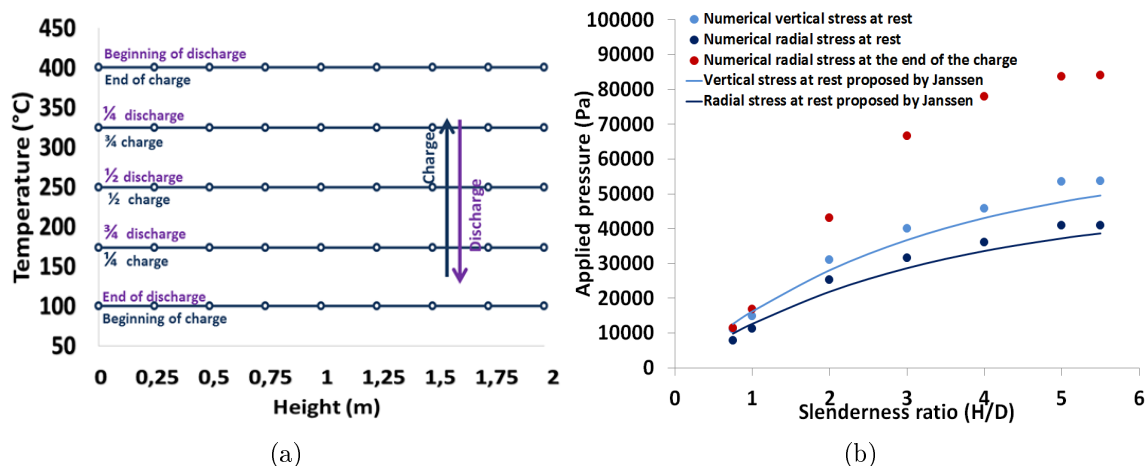 450
400
350
300
250
200
150
100
50
Temperature (°C)
Beginning of discharge
End of charge
¼ discharge
¾ charge
½ discharge
½ charge
¾ discharge
¼ charge
End of discharge
Beginning of charge
Charge
Discharge
0 0,25 0,5 0,75 1 1,25 1,5 1,75 2
Height (m)
(a)
100000
90000
80000
70000
60000
50000
40000
30000
20000
10000
0
Applied pressure (Pa)
Numerical vertical stress at rest
Numerical radial stress at rest
Numerical radial stress at the end of the charge
Vertical stress at rest proposed by Janssen
Radial stress at rest proposed by Janssen
0 1 2 3 4 5 6
Slenderness ratio (H/D)
(b)